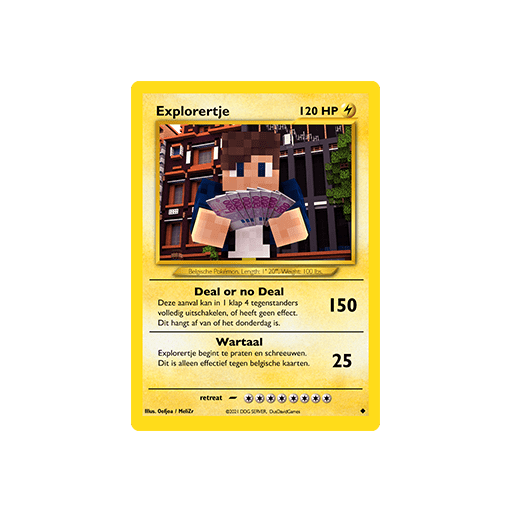 Explorertje 120 HP
Belgische Pokémon, Length: 1' 20", Weight: 100 lbs.
Deal or no Deal
Deze aanval kan in 1 klap 4 tegenstanders
volledig uitschakelen, of heeft geen effect.
Dit hangt af van of het donderdag is.
150
Wartaal
Explorertje begint te praten en schreeuwen.
Dit is alleen effectief tegen belgische kaarten.
25
retreat
Illus. Oofjoa / MeliZr ©2021 DOG SERVER, DusDavidGames